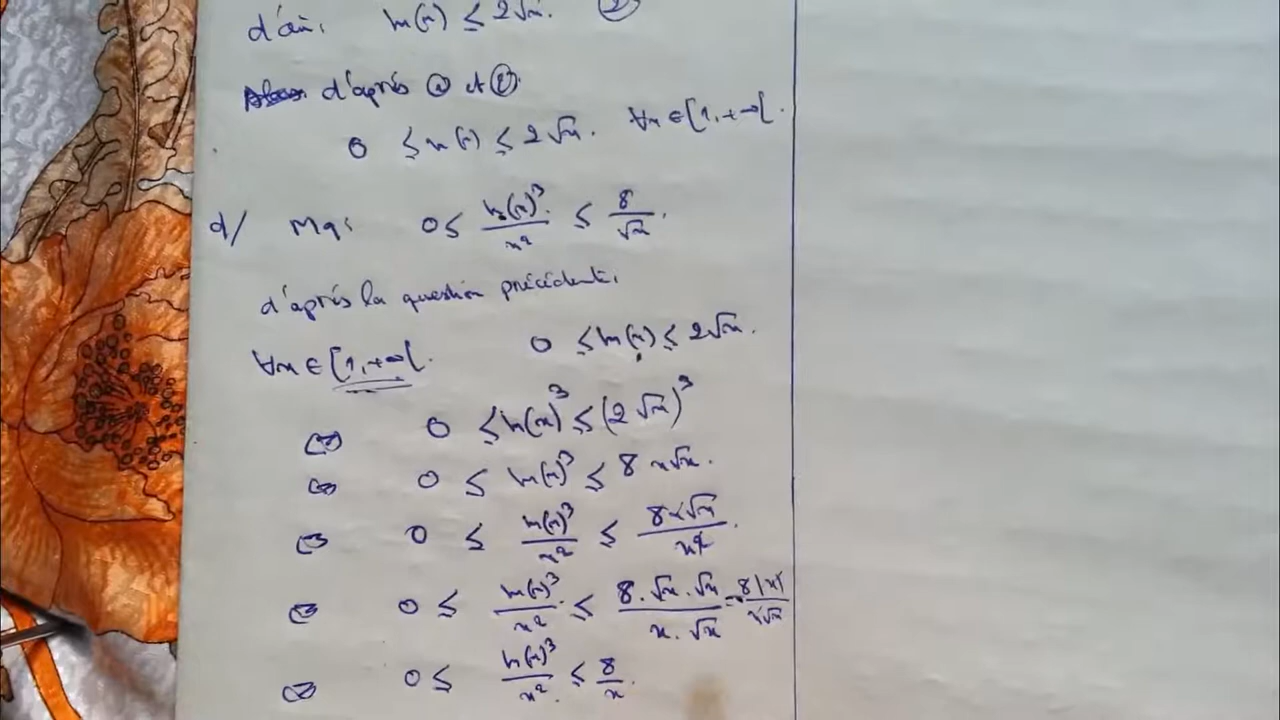 d'où ln(x) ≤ 2√x. ②
d'après ① et ②.
0 ≤ ln(x) ≤ 2√x. ∀x ∈ [1,+∞[.
d/ Mq: 0 ≤ ln(x)³/x² ≤ 8/√x.
d'après la question précédente.
∀x ∈ [1,+∞[. 0 ≤ ln(x) ≤ 2√x.
⇔ 0 ≤ ln(x)³ ≤ (2√x)³
⇔ 0 ≤ ln(x)³ ≤ 8x√x.
⇔ 0 ≤ ln(x)³/x² ≤ 8x√x/x².
⇔ 0 ≤ ln(x)³/x² ≤ 8.√x.√x/x.√x = 8|x|/x√x
⇔ 0 ≤ ln(x)³/x² ≤ 8/x.